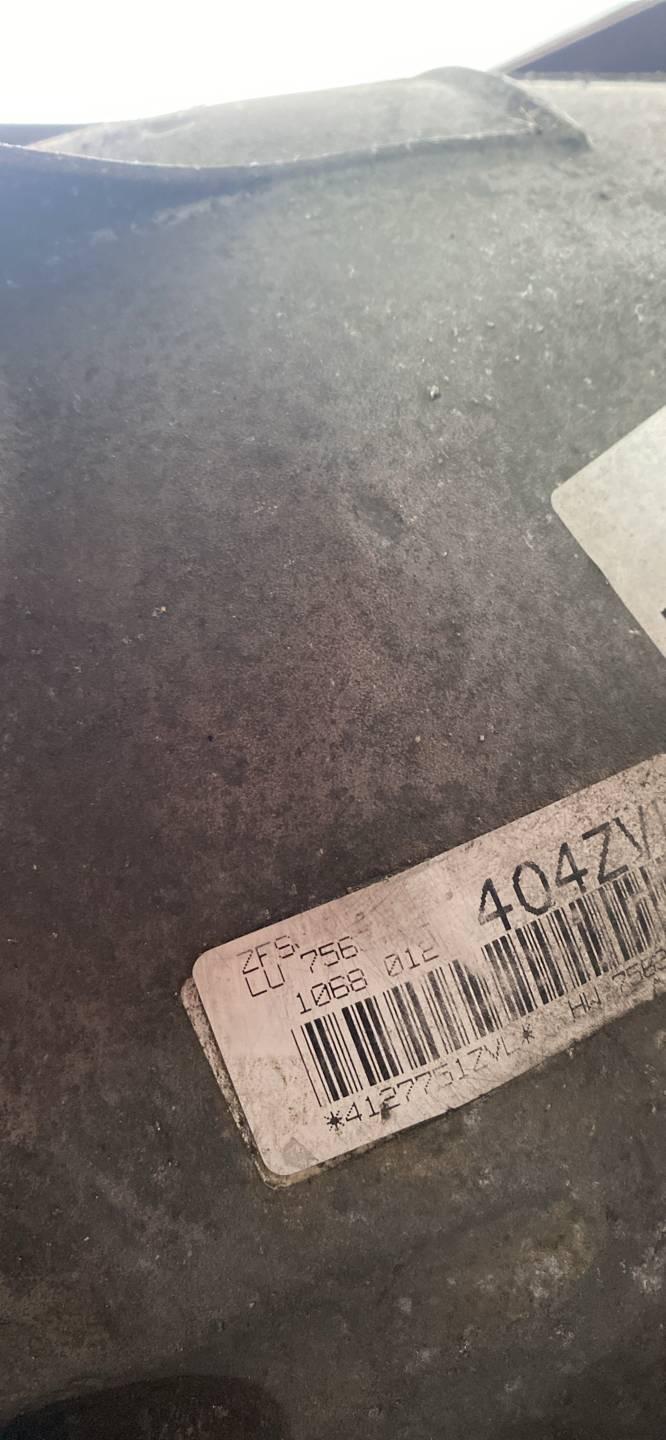 ZFS 404ZV
LU 756
1068 012
*4127751ZVL* HW 756